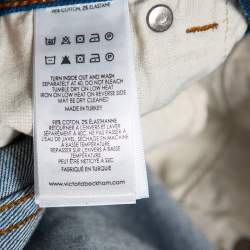 98% COTTON, 2% ELASTANE
TURN INSIDE OUT AND WASH
SEPARATELY AT 40, DO NOT BLEACH
TUMBLE DRY ON LOW HEAT
IRON ON LOW HEAT ON REVERSE SIDE
MAY BE DRY CLEANED
MADE IN TURKEY
98% COTON, 2% ÉLASTHANNE
RETOURNER À L'ENVERS ET LAVER
SÉPARÉMENT À 40C, NE PAS METTRE
D'EAU DE JAVEL, SÉCHER EN MACHINE
À BASSE TEMPÉRATURE
REPASSER À L'ENVERS À
BASSE TEMPÉRATURE
PEUT ÊTRE NETTOYÉ À SEC
FABRIQUÉ EN TURQUIE
www.victoriabeckham.com